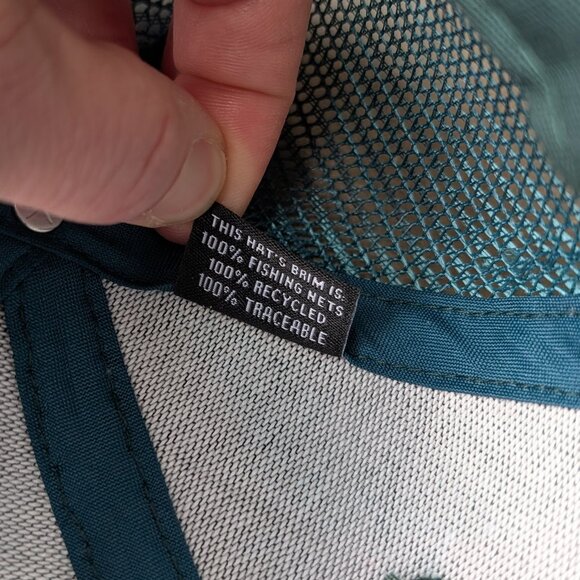 THIS HAT'S BRIM IS:
100% FISHING NETS
100% RECYCLED
100% TRACEABLE